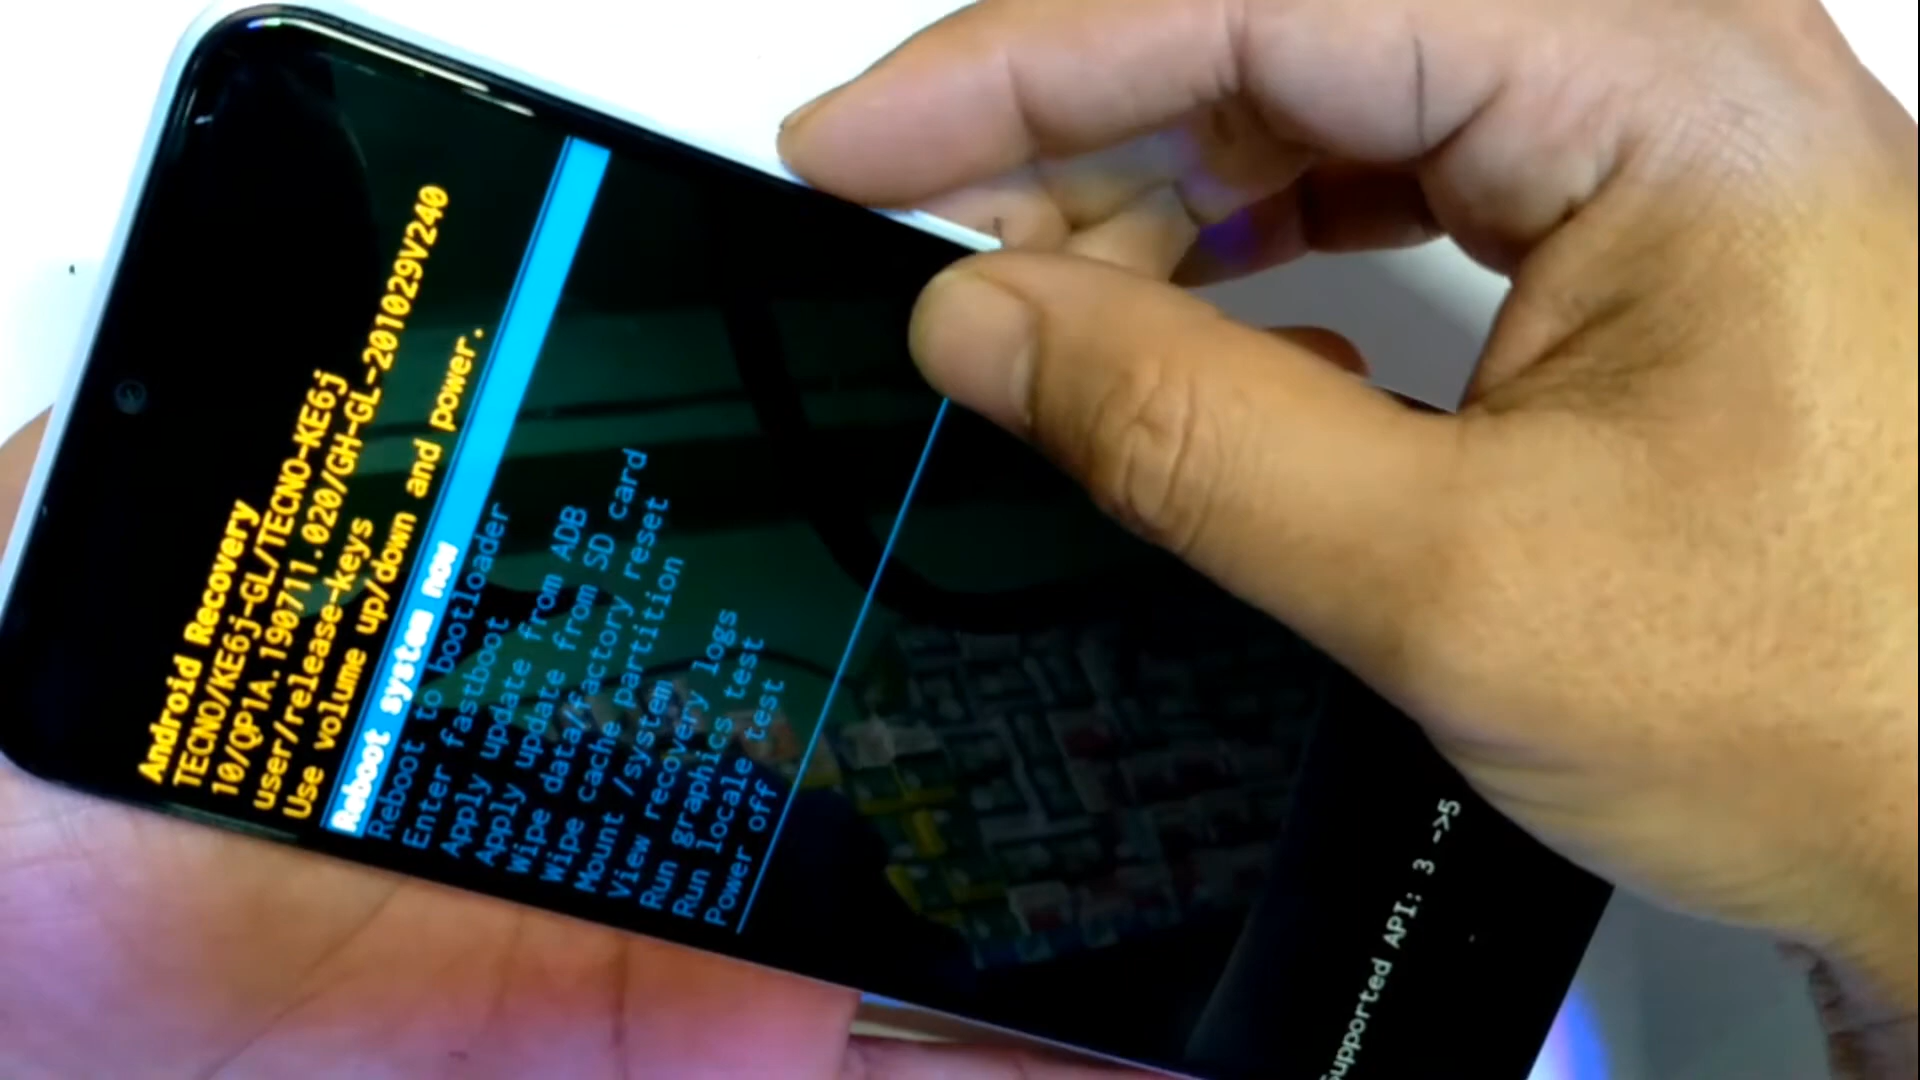 Android Recovery
TECNO/KE6j-GL/TECNO-KE6j
10/QP1A.190711.020/GH-GL-201029V240
user/release-keys
Use volume up/down and power.
Reboot system now
Reboot to bootloader
Enter fastboot
Apply update from ADB
Apply update from SD card
Wipe data/factory reset
Wipe cache partition
Mount /system
View recovery logs
Run graphics test
Run locale test
Power off
Supported API: 3 ->5